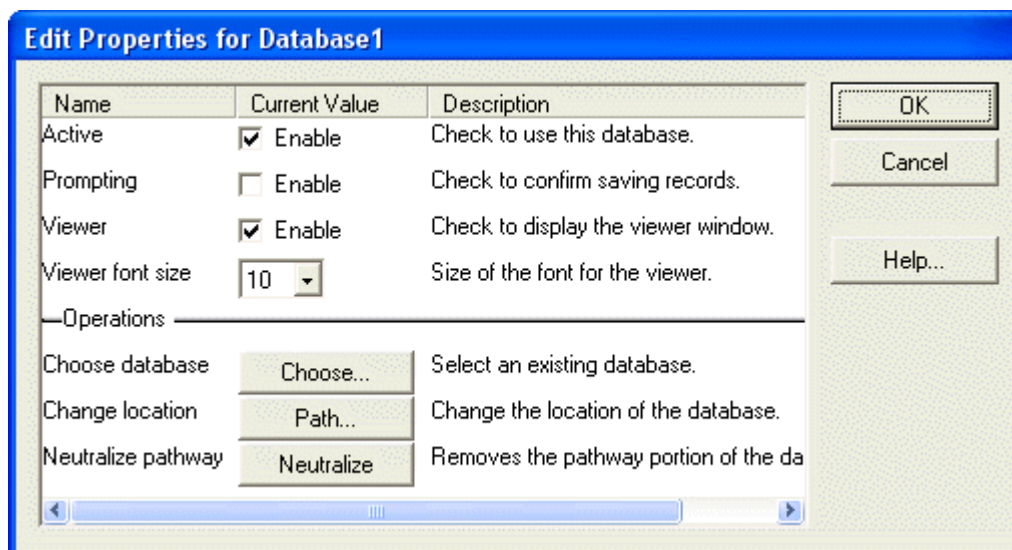 Edit Properties for Database1
Name Current Value Description
Active Enable Check to use this database.
Prompting Enable Check to confirm saving records.
Viewer Enable Check to display the viewer window.
Viewer font size 10 Size of the font for the viewer.
Operations
Choose database Choose... Select an existing database.
Change location Path... Change the location of the database.
Neutralize pathway Neutralize Removes the pathway portion of the da
OK
Cancel
Help...